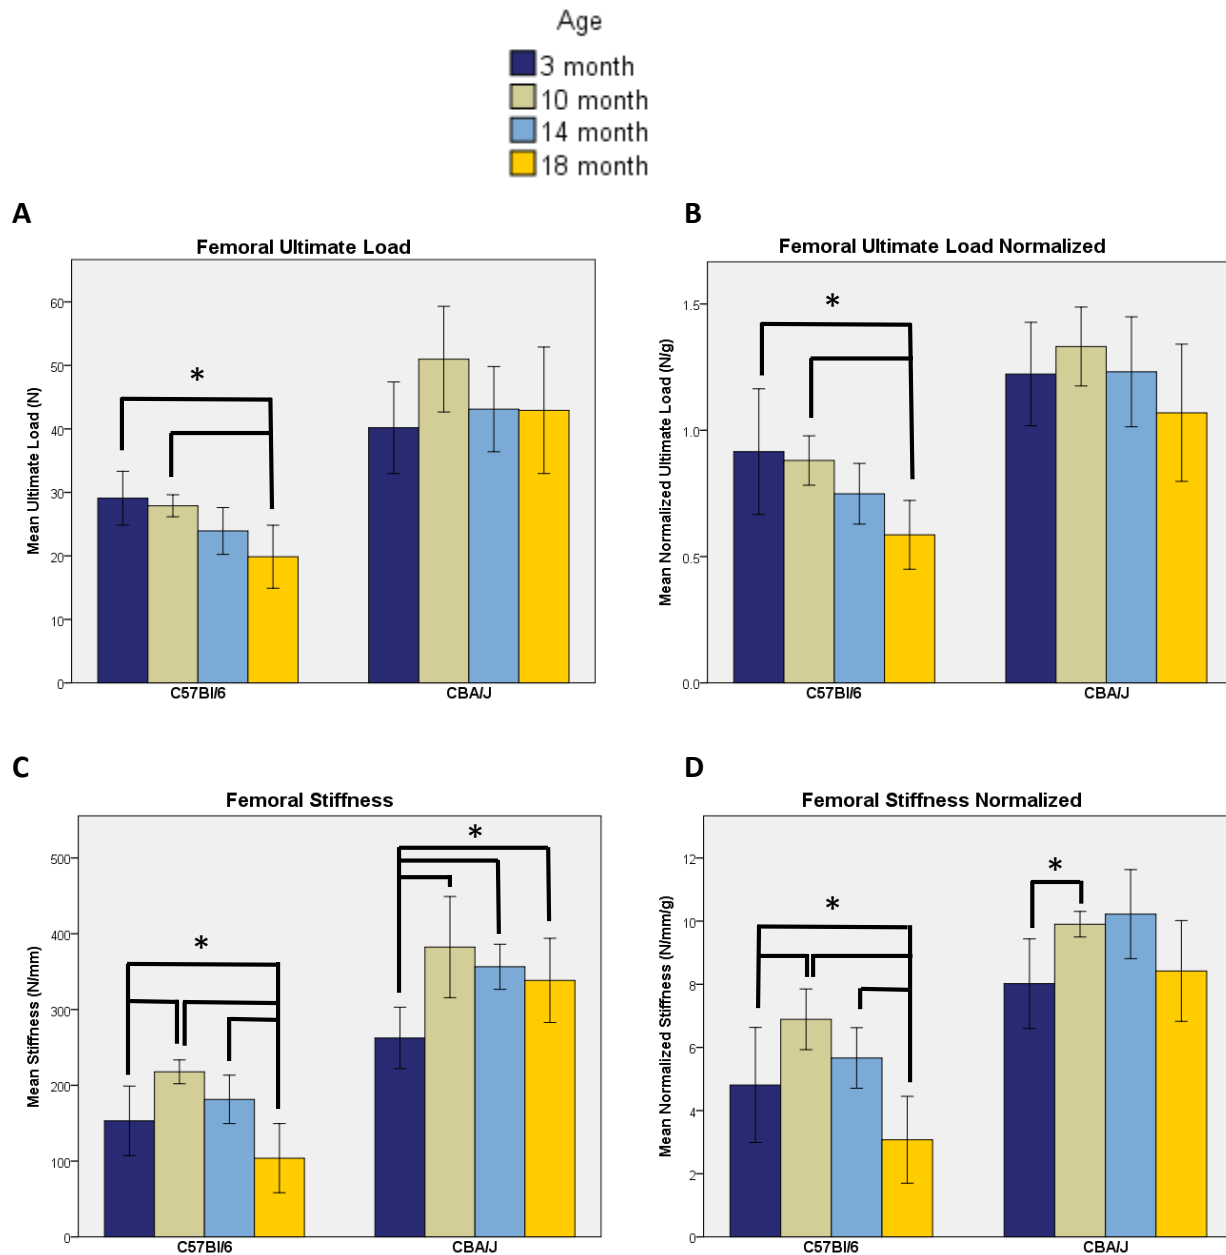 Age
3 month
10 month
14 month
18 month
A
Femoral Ultimate Load
Mean Ultimate Load (N)
60
50
40
30
20
10
0
*
C57Bl/6
CBA/J
B
Femoral Ultimate Load Normalized
Mean Normalized Ultimate Load (N/g)
1.5
1.0
0.5
0.0
*
C57Bl/6
CBA/J
C
Femoral Stiffness
Mean Stiffness (N/mm)
500
400
300
200
100
0
*
*
C57Bl/6
CBA/J
D
Femoral Stiffness Normalized
Mean Normalized Stiffness (N/mm/g)
12
10
8
6
4
2
0
*
*
C57Bl/6
CBA/J